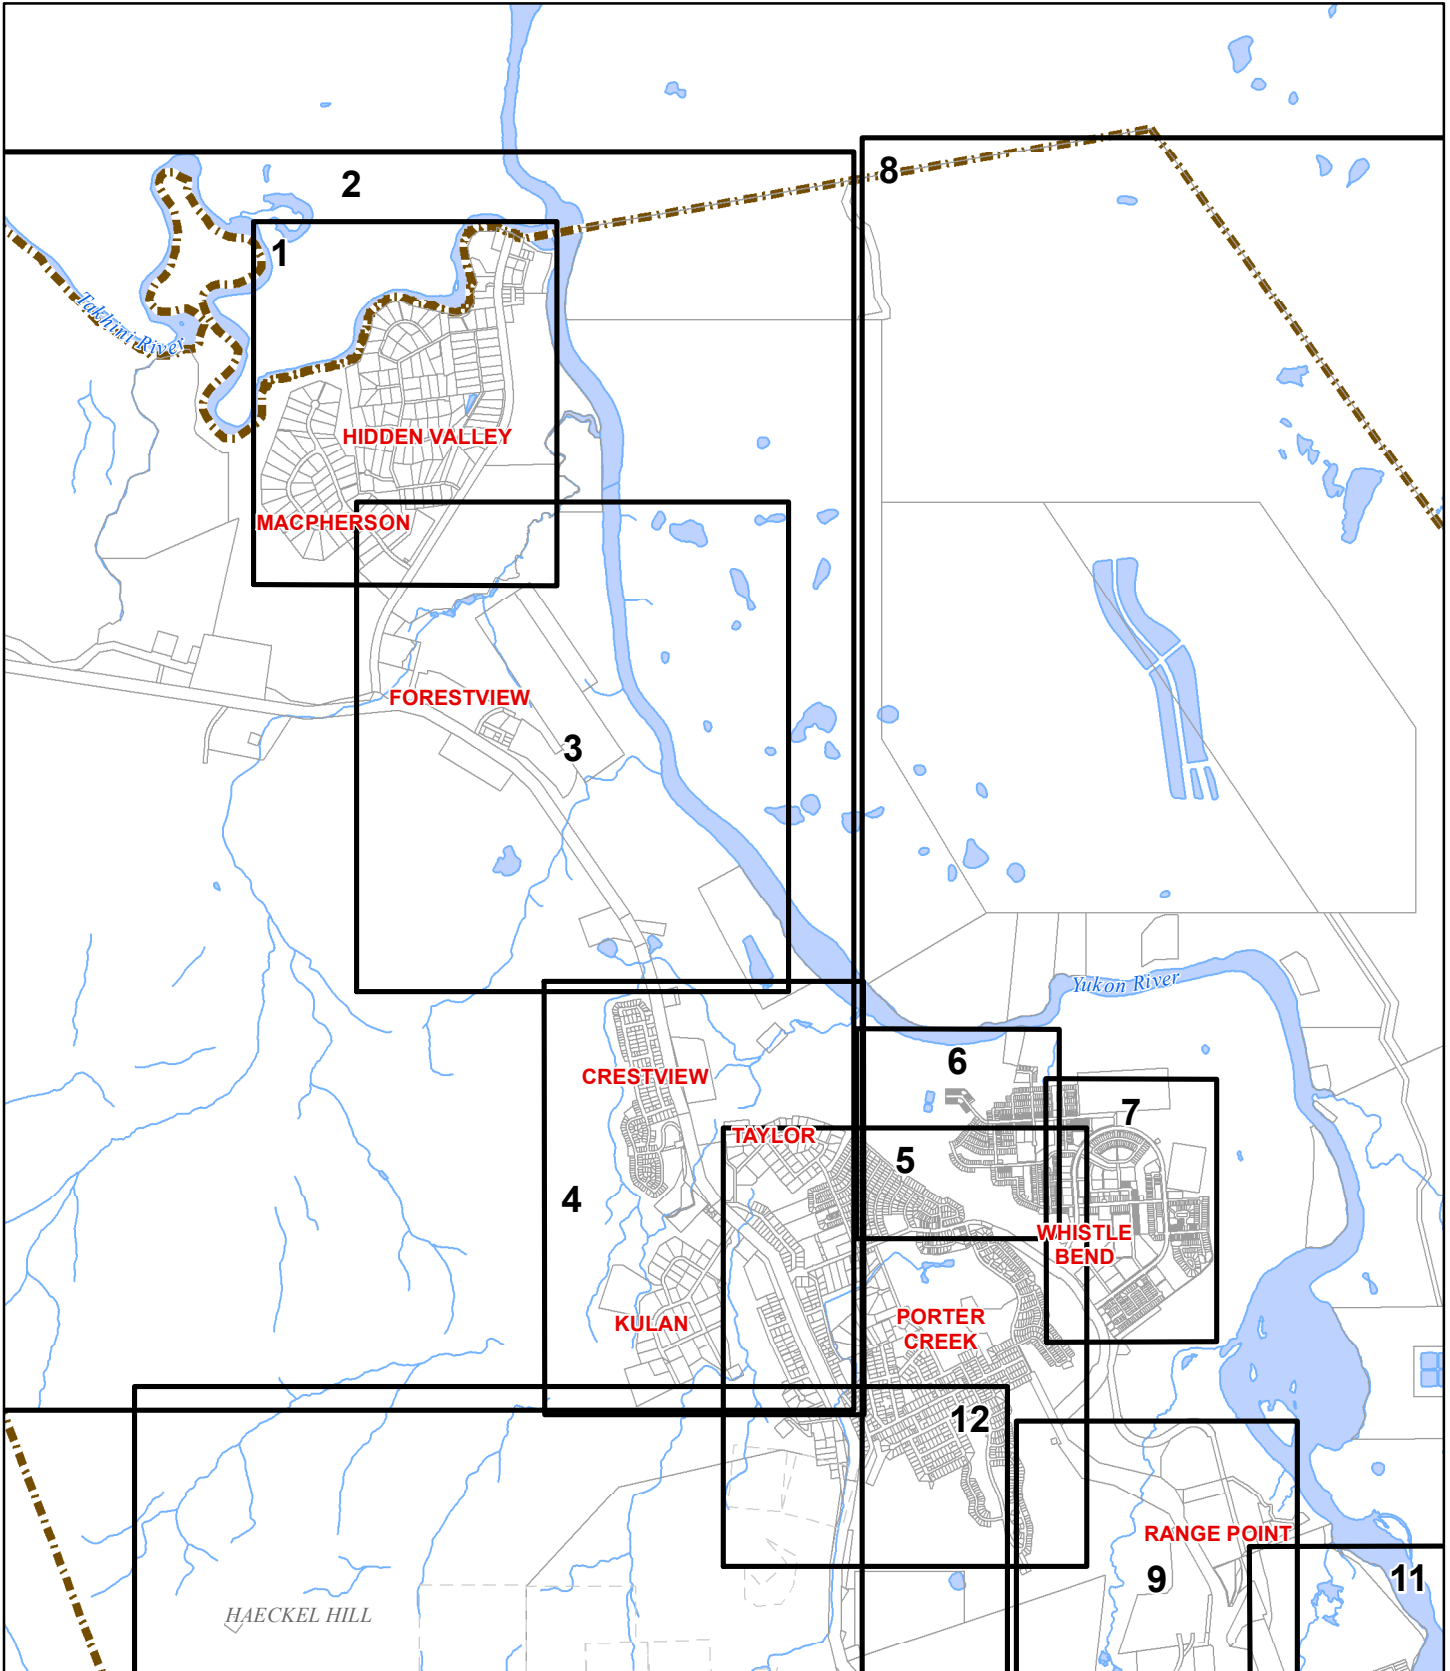 8
2
1
Takhini River
HIDDEN VALLEY
MACPHERSON
FORESTVIEW
3
Yukon River
6
CRESTVIEW
7
TAYLOR
5
4
WHISTLE
BEND
KULAN
PORTER
CREEK
12
RANGE POINT
9
11
HAECKEL HILL